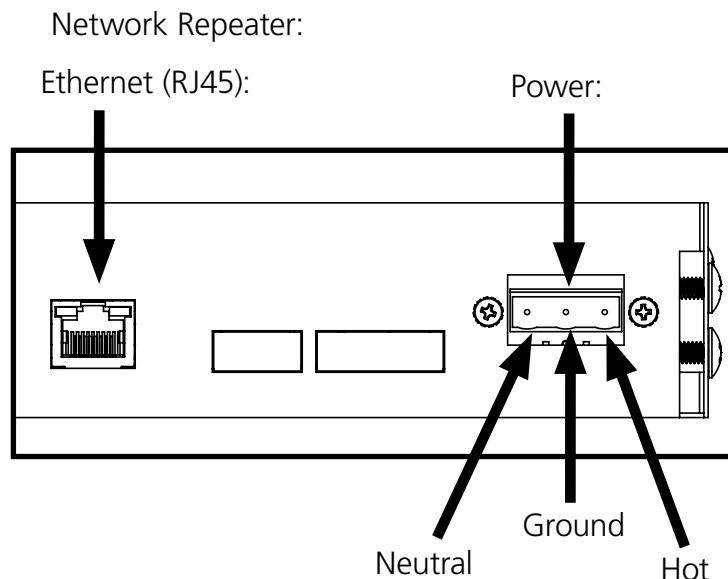 Network Repeater:
Ethernet (RJ45):
Power:
Ground
Neutral
Hot